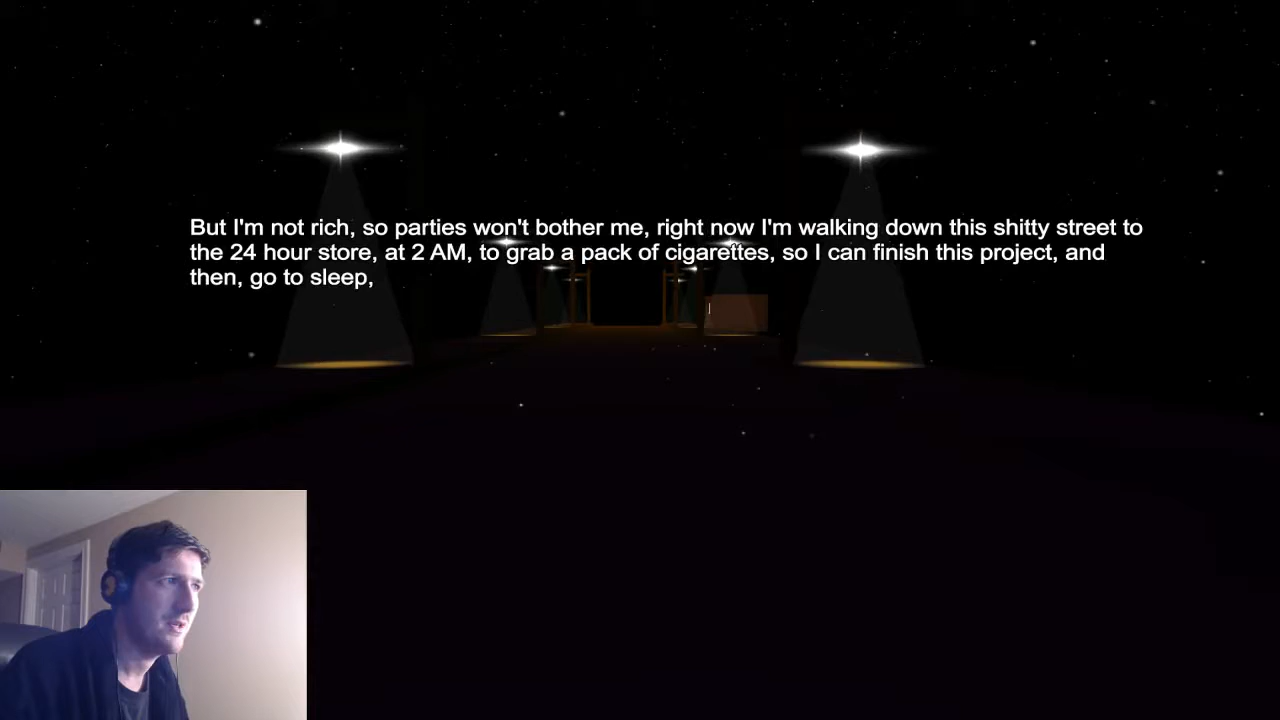 But I'm not rich, so parties won't bother me, right now I'm walking down this shitty street to
the 24 hour store, at 2 AM, to grab a pack of cigarettes, so I can finish this project, and
then, go to sleep,